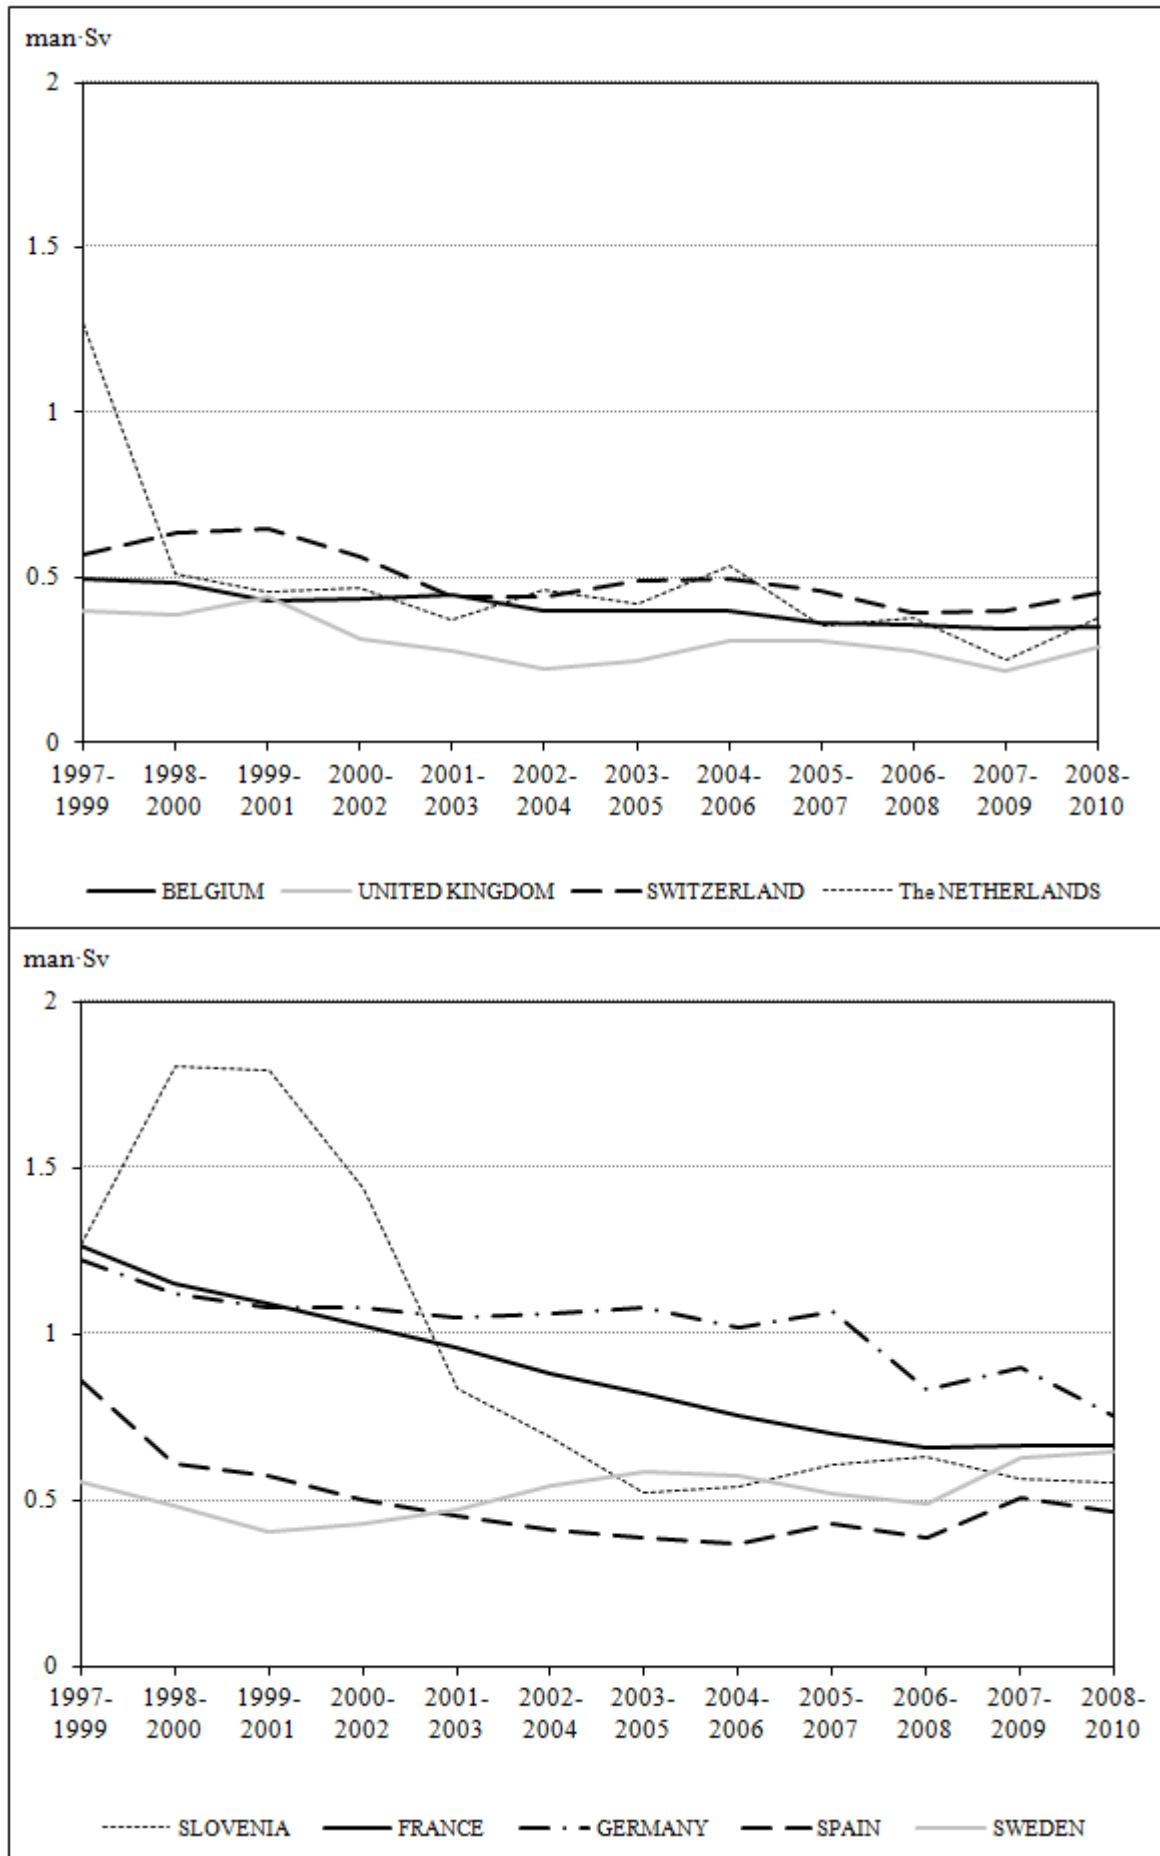 man·Sv
2
1.5
1
0.5
0
1997- 1998- 1999- 2000- 2001- 2002- 2003- 2004- 2005- 2006- 2007- 2008-
1999 2000 2001 2002 2003 2004 2005 2006 2007 2008 2009 2010
BELGIUM UNITED KINGDOM SWITZERLAND The NETHERLANDS
man·Sv
2
1.5
1
0.5
0
1997- 1998- 1999- 2000- 2001- 2002- 2003- 2004- 2005- 2006- 2007- 2008-
1999 2000 2001 2002 2003 2004 2005 2006 2007 2008 2009 2010
SLOVENIA FRANCE GERMANY SPAIN SWEDEN